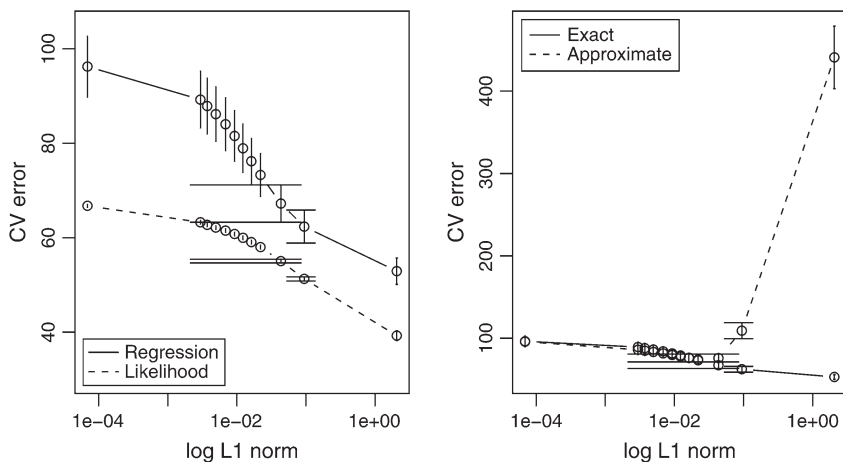 100
80
60
40
CV error
Regression
Likelihood
1e−04
1e−02
1e+00
log L1 norm
Exact
Approximate
400
300
200
100
CV error
1e−04
1e−02
1e+00
log L1 norm